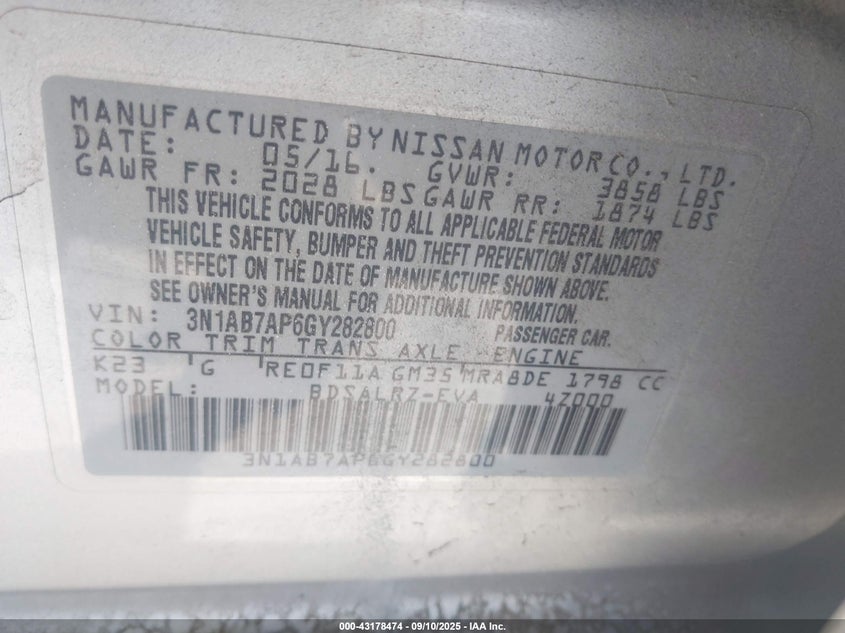 MANUFACTURED BY NISSAN MOTOR CO., LTD.
DATE: 05/16. GVWR: 3858 LBS
GAWR FR: 2028 LBS GAWR RR: 1874 LBS
THIS VEHICLE CONFORMS TO ALL APPLICABLE FEDERAL MOTOR
VEHICLE SAFETY, BUMPER AND THEFT PREVENTION STANDARDS
IN EFFECT ON THE DATE OF MANUFACTURE SHOWN ABOVE.
SEE OWNER'S MANUAL FOR ADDITIONAL INFORMATION.
VIN: 3N1AB7AP6GY282800 PASSENGER CAR.
COLOR TRIM TRANS AXLE ENGINE
K23 G RE0F11A GM35 MRA8DE 1798 CC
MODEL: BDSALRZ-EVA 4Z000
3N1AB7AP6GY282800
000-43178474 - 09/10/2025 - IAA Inc.